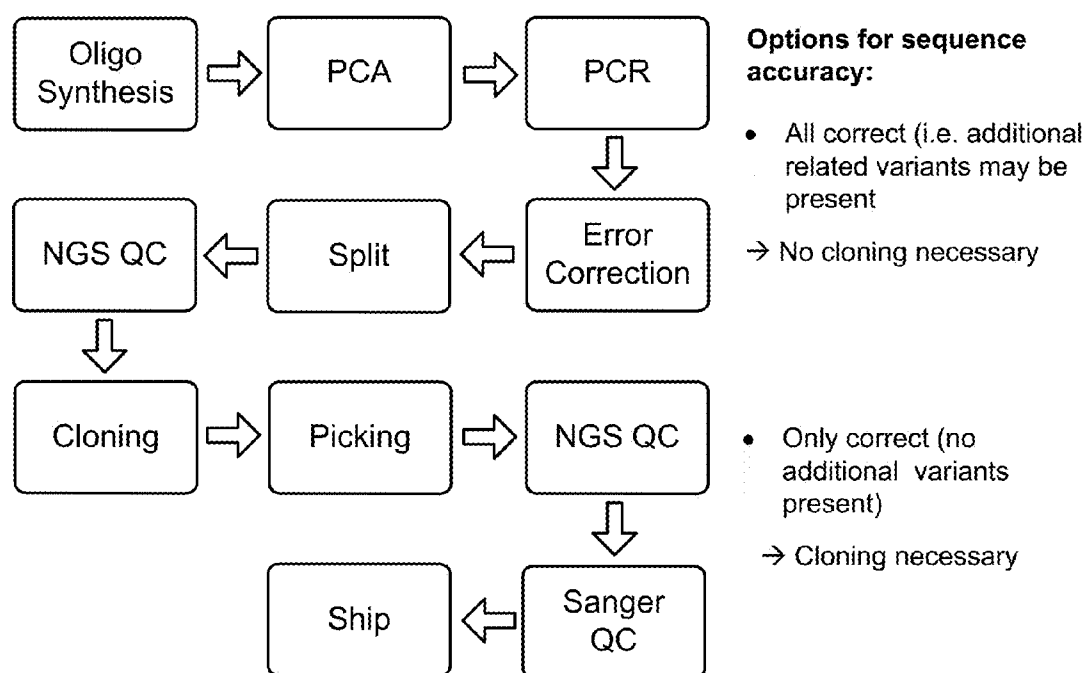 Oligo
Synthesis
PCA
PCR
Options for sequence
accuracy:
• All correct (i.e. additional
related variants may be
present
→ No cloning necessary
NGS QC
Split
Error
Correction
Cloning
Picking
NGS QC
• Only correct (no
additional variants
present)
→ Cloning necessary
Ship
Sanger
QC